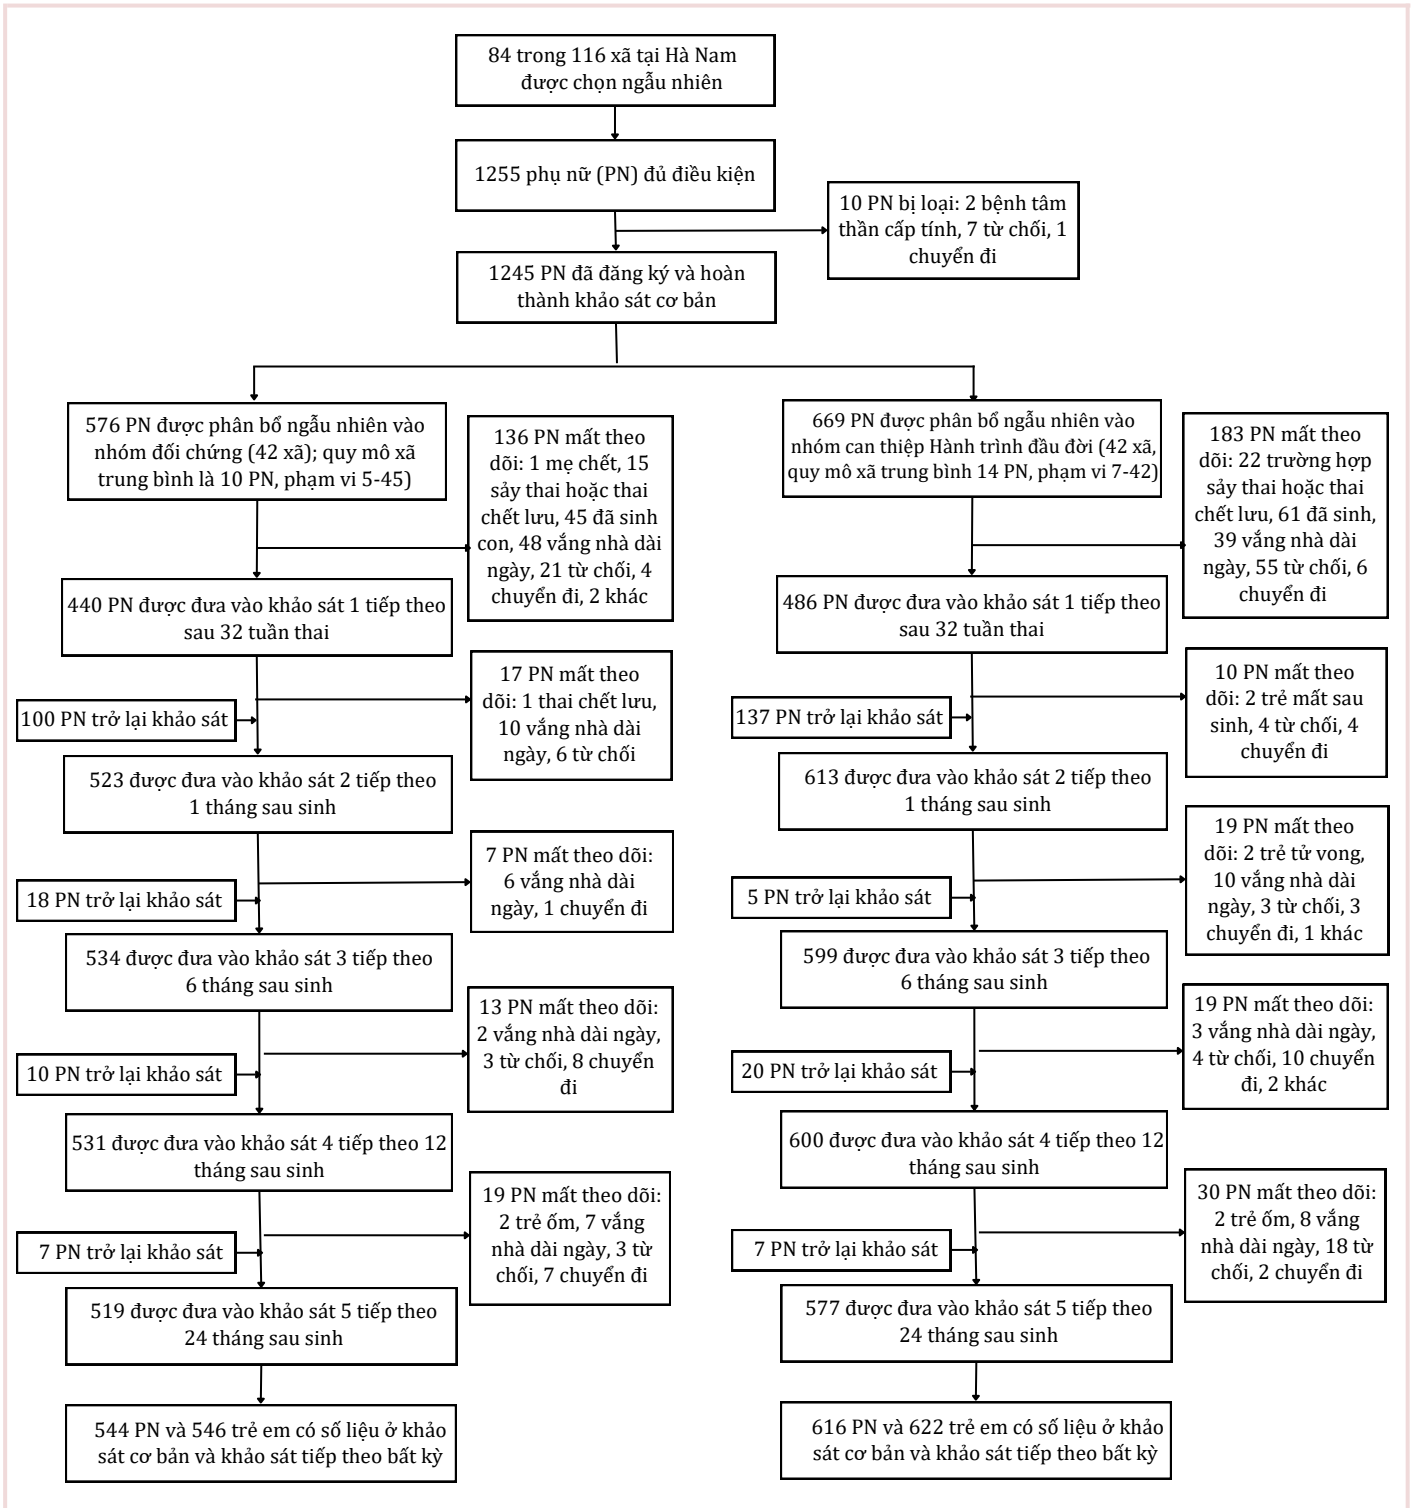 84 trong 116 xã tại Hà Nam
được chọn ngẫu nhiên
1255 phụ nữ (PN) đủ điều kiện
10 PN bị loại: 2 bệnh tâm
thần cấp tính, 7 từ chối, 1
chuyển đi
1245 PN đã đăng ký và hoàn
thành khảo sát cơ bản
576 PN được phân bổ ngẫu nhiên vào
nhóm đối chứng (42 xã); quy mô xã
trung bình là 10 PN, phạm vi 5-45)
136 PN mất theo
dõi: 1 mẹ chết, 15
sảy thai hoặc thai
chết lưu, 45 đã sinh
con, 48 vắng nhà dài
ngày, 21 từ chối, 4
chuyển đi, 2 khác
669 PN được phân bổ ngẫu nhiên vào
nhóm can thiệp Hành trình đầu đời (42 xã,
quy mô xã trung bình 14 PN, phạm vi 7-42)
183 PN mất theo
dõi: 22 trường hợp
sảy thai hoặc thai
chết lưu, 61 đã sinh,
39 vắng nhà dài
ngày, 55 từ chối, 6
chuyển đi
440 PN được đưa vào khảo sát 1 tiếp theo
sau 32 tuần thai
486 PN được đưa vào khảo sát 1 tiếp theo
sau 32 tuần thai
17 PN mất theo
dõi: 1 thai chết lưu,
10 vắng nhà dài
ngày, 6 từ chối
100 PN trở lại khảo sát
10 PN mất theo
dõi: 2 trẻ mất sau
sinh, 4 từ chối, 4
chuyển đi
137 PN trở lại khảo sát
523 được đưa vào khảo sát 2 tiếp theo
1 tháng sau sinh
613 được đưa vào khảo sát 2 tiếp theo
1 tháng sau sinh
7 PN mất theo dõi:
6 vắng nhà dài
ngày, 1 chuyển đi
18 PN trở lại khảo sát
19 PN mất theo
dõi: 2 trẻ tử vong,
10 vắng nhà dài
ngày, 3 từ chối, 3
chuyển đi, 1 khác
5 PN trở lại khảo sát
534 được đưa vào khảo sát 3 tiếp theo
6 tháng sau sinh
599 được đưa vào khảo sát 3 tiếp theo
6 tháng sau sinh
13 PN mất theo dõi:
2 vắng nhà dài ngày,
3 từ chối, 8 chuyển
đi
10 PN trở lại khảo sát
19 PN mất theo dõi:
3 vắng nhà dài ngày,
4 từ chối, 10 chuyển
đi, 2 khác
20 PN trở lại khảo sát
531 được đưa vào khảo sát 4 tiếp theo 12
tháng sau sinh
600 được đưa vào khảo sát 4 tiếp theo 12
tháng sau sinh
19 PN mất theo dõi:
2 trẻ ốm, 7 vắng
nhà dài ngày, 3 từ
chối, 7 chuyển đi
7 PN trở lại khảo sát
30 PN mất theo dõi:
2 trẻ ốm, 8 vắng
nhà dài ngày, 18 từ
chối, 2 chuyển đi
7 PN trở lại khảo sát
519 được đưa vào khảo sát 5 tiếp theo
24 tháng sau sinh
577 được đưa vào khảo sát 5 tiếp theo
24 tháng sau sinh
544 PN và 546 trẻ em có số liệu ở khảo
sát cơ bản và khảo sát tiếp theo bất kỳ
616 PN và 622 trẻ em có số liệu ở khảo
sát cơ bản và khảo sát tiếp theo bất kỳ